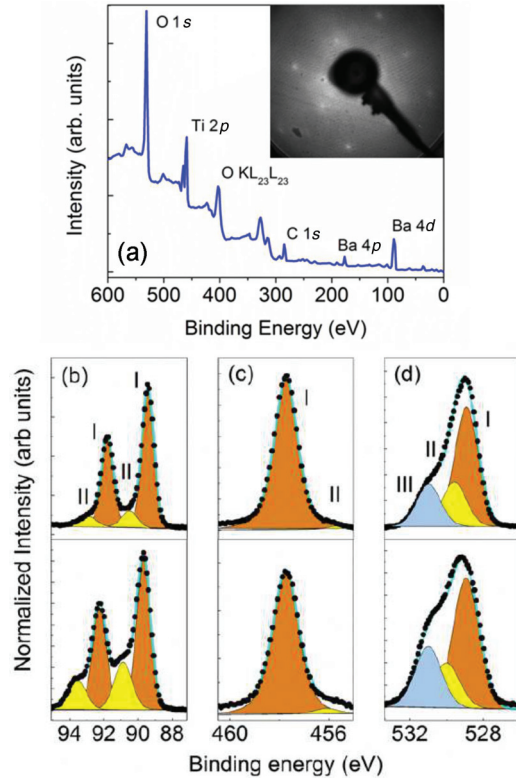 O 1s
Ti 2p
O KL₂₃L₂₃
C 1s
Ba 4p
Ba 4d
(a)
Intensity (arb. units)
600 500 400 300 200 100 0
Binding Energy (eV)
(b)
I
I
II
II
(c)
I
II
(d)
I
II
III
Normalized Intensity (arb units)
94 92 90 88
460 456
532 528
Binding energy (eV)